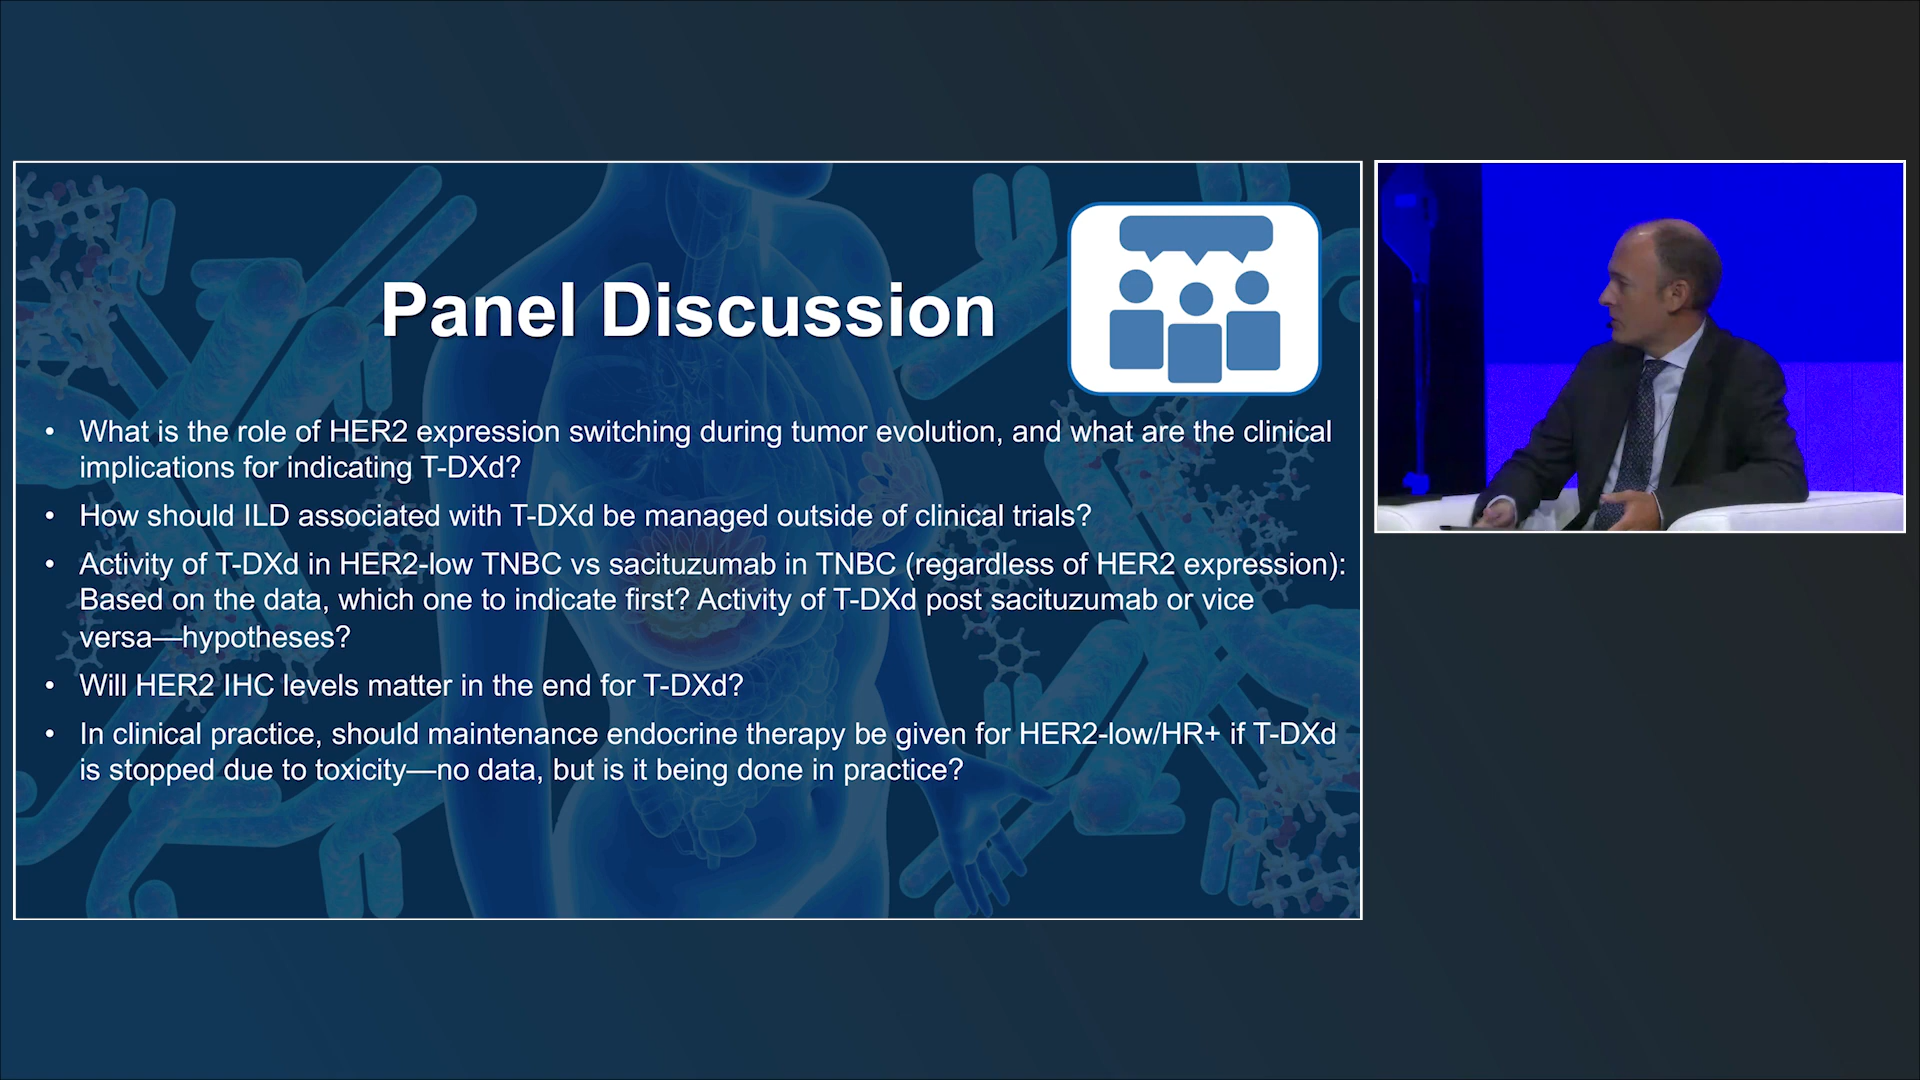 Panel Discussion
• What is the role of HER2 expression switching during tumor evolution, and what are the clinical
implications for indicating T-DXd?
• How should ILD associated with T-DXd be managed outside of clinical trials?
• Activity of T-DXd in HER2-low TNBC vs sacituzumab in TNBC (regardless of HER2 expression):
Based on the data, which one to indicate first? Activity of T-DXd post sacituzumab or vice
versa—hypotheses?
• Will HER2 IHC levels matter in the end for T-DXd?
• In clinical practice, should maintenance endocrine therapy be given for HER2-low/HR+ if T-DXd
is stopped due to toxicity—no data, but is it being done in practice?